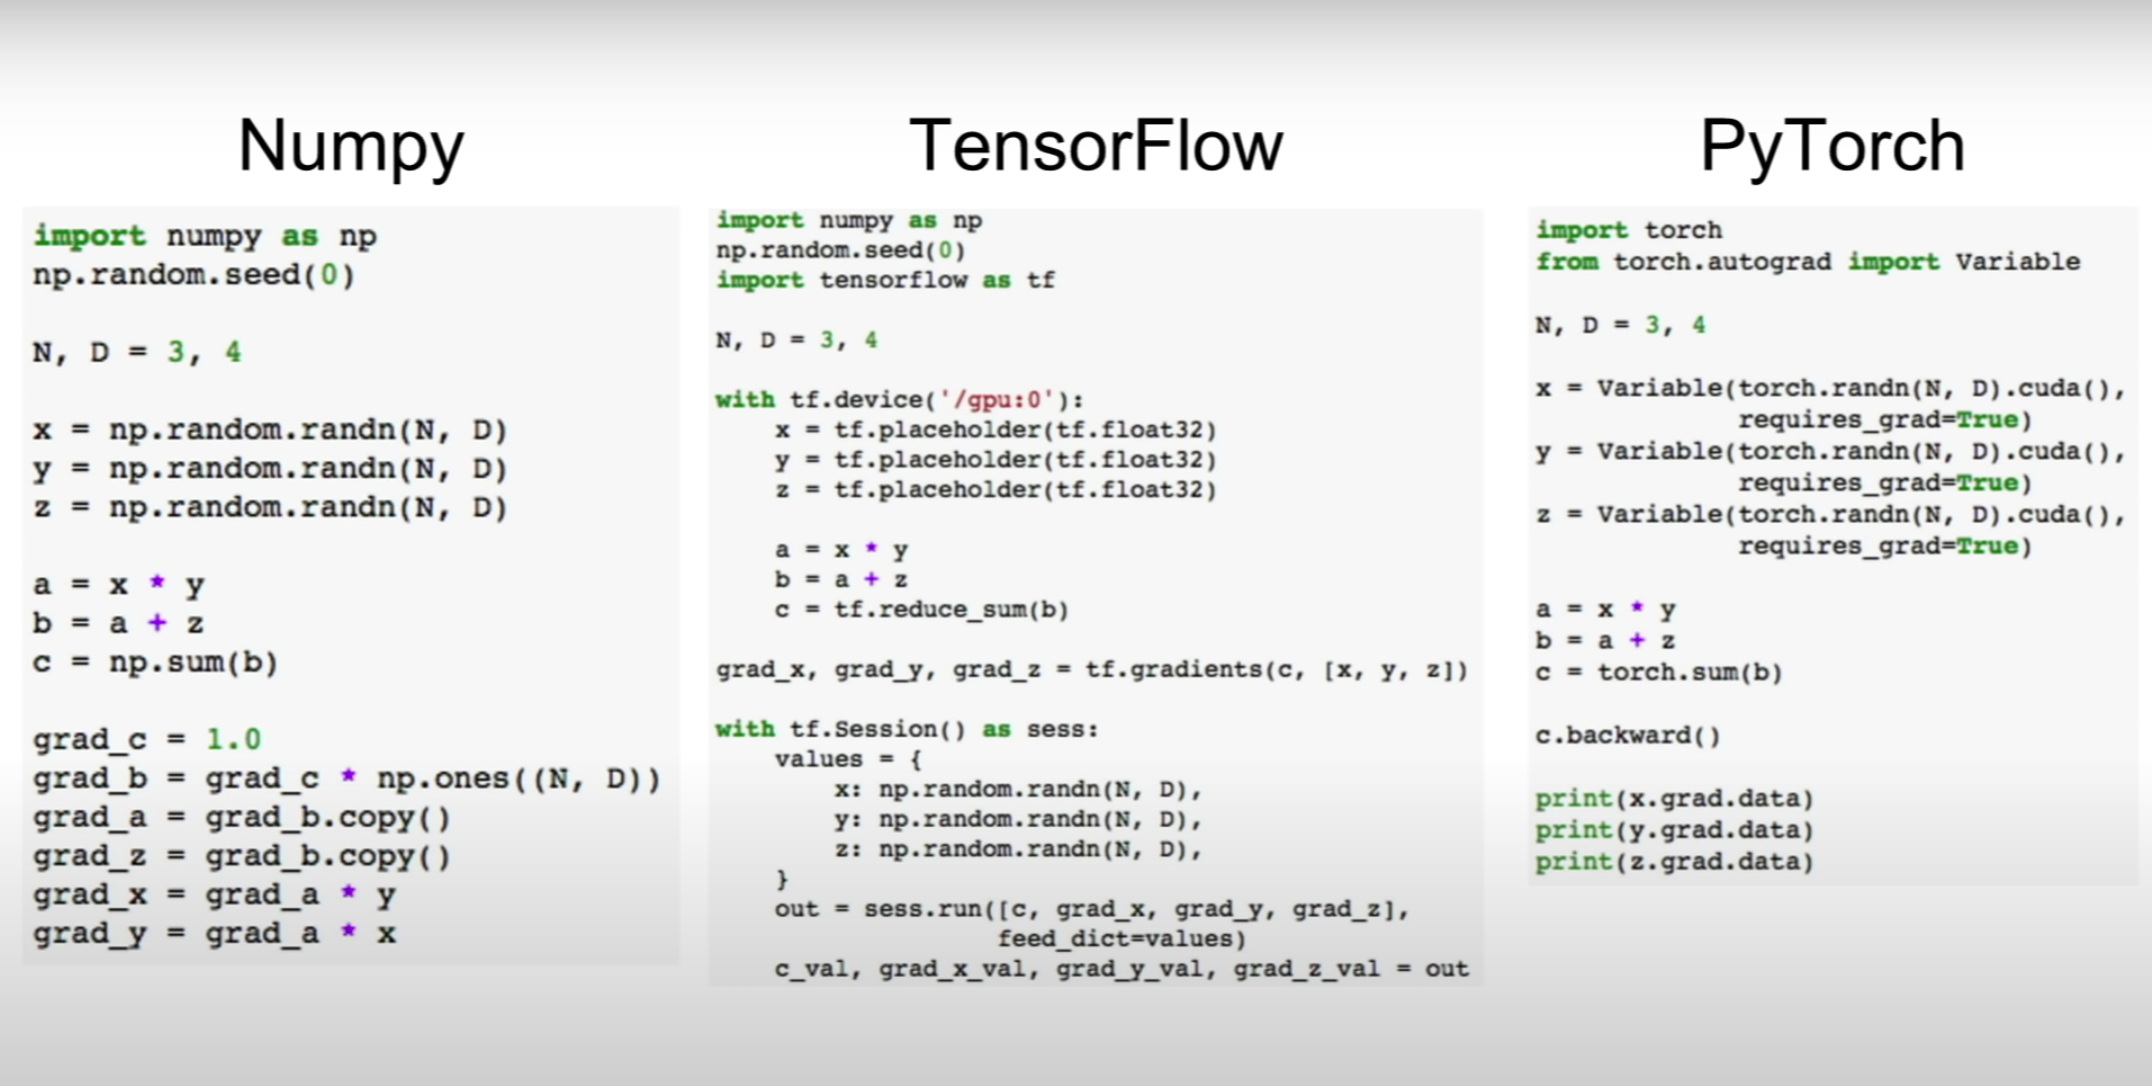 Numpy
import numpy as np
np.random.seed(0)
N, D = 3, 4
x = np.random.randn(N, D)
y = np.random.randn(N, D)
z = np.random.randn(N, D)
a = x * y
b = a + z
c = np.sum(b)
grad_c = 1.0
grad_b = grad_c * np.ones((N, D))
grad_a = grad_b.copy()
grad_z = grad_b.copy()
grad_x = grad_a * y
grad_y = grad_a * x
TensorFlow
import numpy as np
np.random.seed(0)
import tensorflow as tf
N, D = 3, 4
with tf.device('/gpu:0'):
    x = tf.placeholder(tf.float32)
    y = tf.placeholder(tf.float32)
    z = tf.placeholder(tf.float32)
    a = x * y
    b = a + z
    c = tf.reduce_sum(b)
grad_x, grad_y, grad_z = tf.gradients(c, [x, y, z])
with tf.Session() as sess:
    values = {
        x: np.random.randn(N, D),
        y: np.random.randn(N, D),
        z: np.random.randn(N, D),
    }
    out = sess.run([c, grad_x, grad_y, grad_z],
                   feed_dict=values)
    c_val, grad_x_val, grad_y_val, grad_z_val = out
PyTorch
import torch
from torch.autograd import Variable
N, D = 3, 4
x = Variable(torch.randn(N, D).cuda(),
             requires_grad=True)
y = Variable(torch.randn(N, D).cuda(),
             requires_grad=True)
z = Variable(torch.randn(N, D).cuda(),
             requires_grad=True)
a = x * y
b = a + z
c = torch.sum(b)
c.backward()
print(x.grad.data)
print(y.grad.data)
print(z.grad.data)